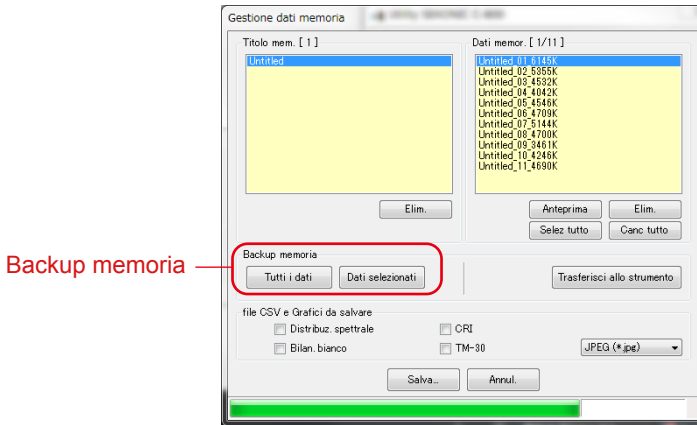 Gestione dati memoria
Titolo mem. [ 1 ]
Untitled
Elim.
Dati memor. [ 1/11 ]
Untitled_01_6145K
Untitled_02_5355K
Untitled_03_4532K
Untitled_04_4042K
Untitled_05_4546K
Untitled_06_4709K
Untitled_07_5144K
Untitled_08_4700K
Untitled_09_3461K
Untitled_10_4246K
Untitled_11_4690K
Anteprima
Elim.
Selez tutto
Canc tutto
Backup memoria
Backup memoria
Tutti i dati
Dati selezionati
Trasferisci allo strumento
file CSV e Grafici da salvare
Distribuz. spettrale
CRI
Bilan. bianco
TM-30
JPEG (*.jpg)
Salva...
Annul.